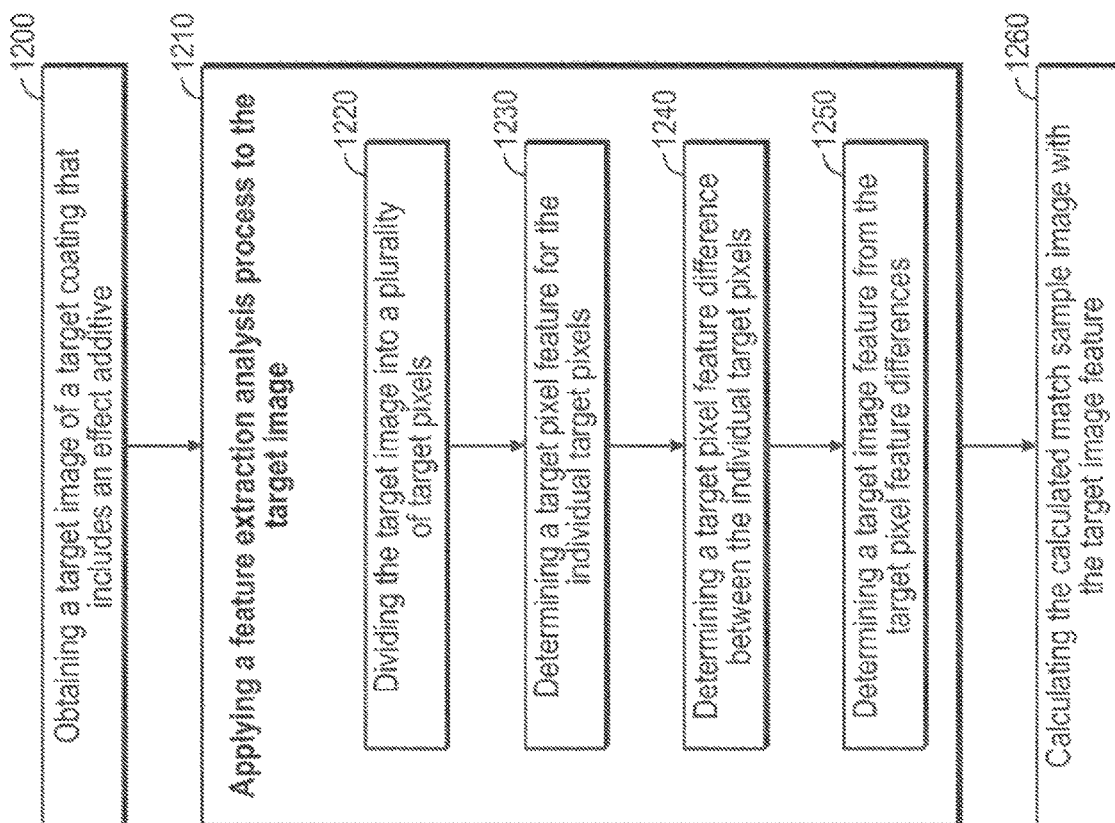 1200
Obtaining a target image of a target coating that
includes an effect additive
1210
Applying a feature extraction analysis process to the
target image
1220
Dividing the target image into a plurality
of target pixels
1230
Determining a target pixel feature for the
individual target pixels
1240
Determining a target pixel feature difference
between the individual target pixels
1250
Determining a target image feature from the
target pixel feature differences
1260
Calculating the calculated match sample image with
the target image feature